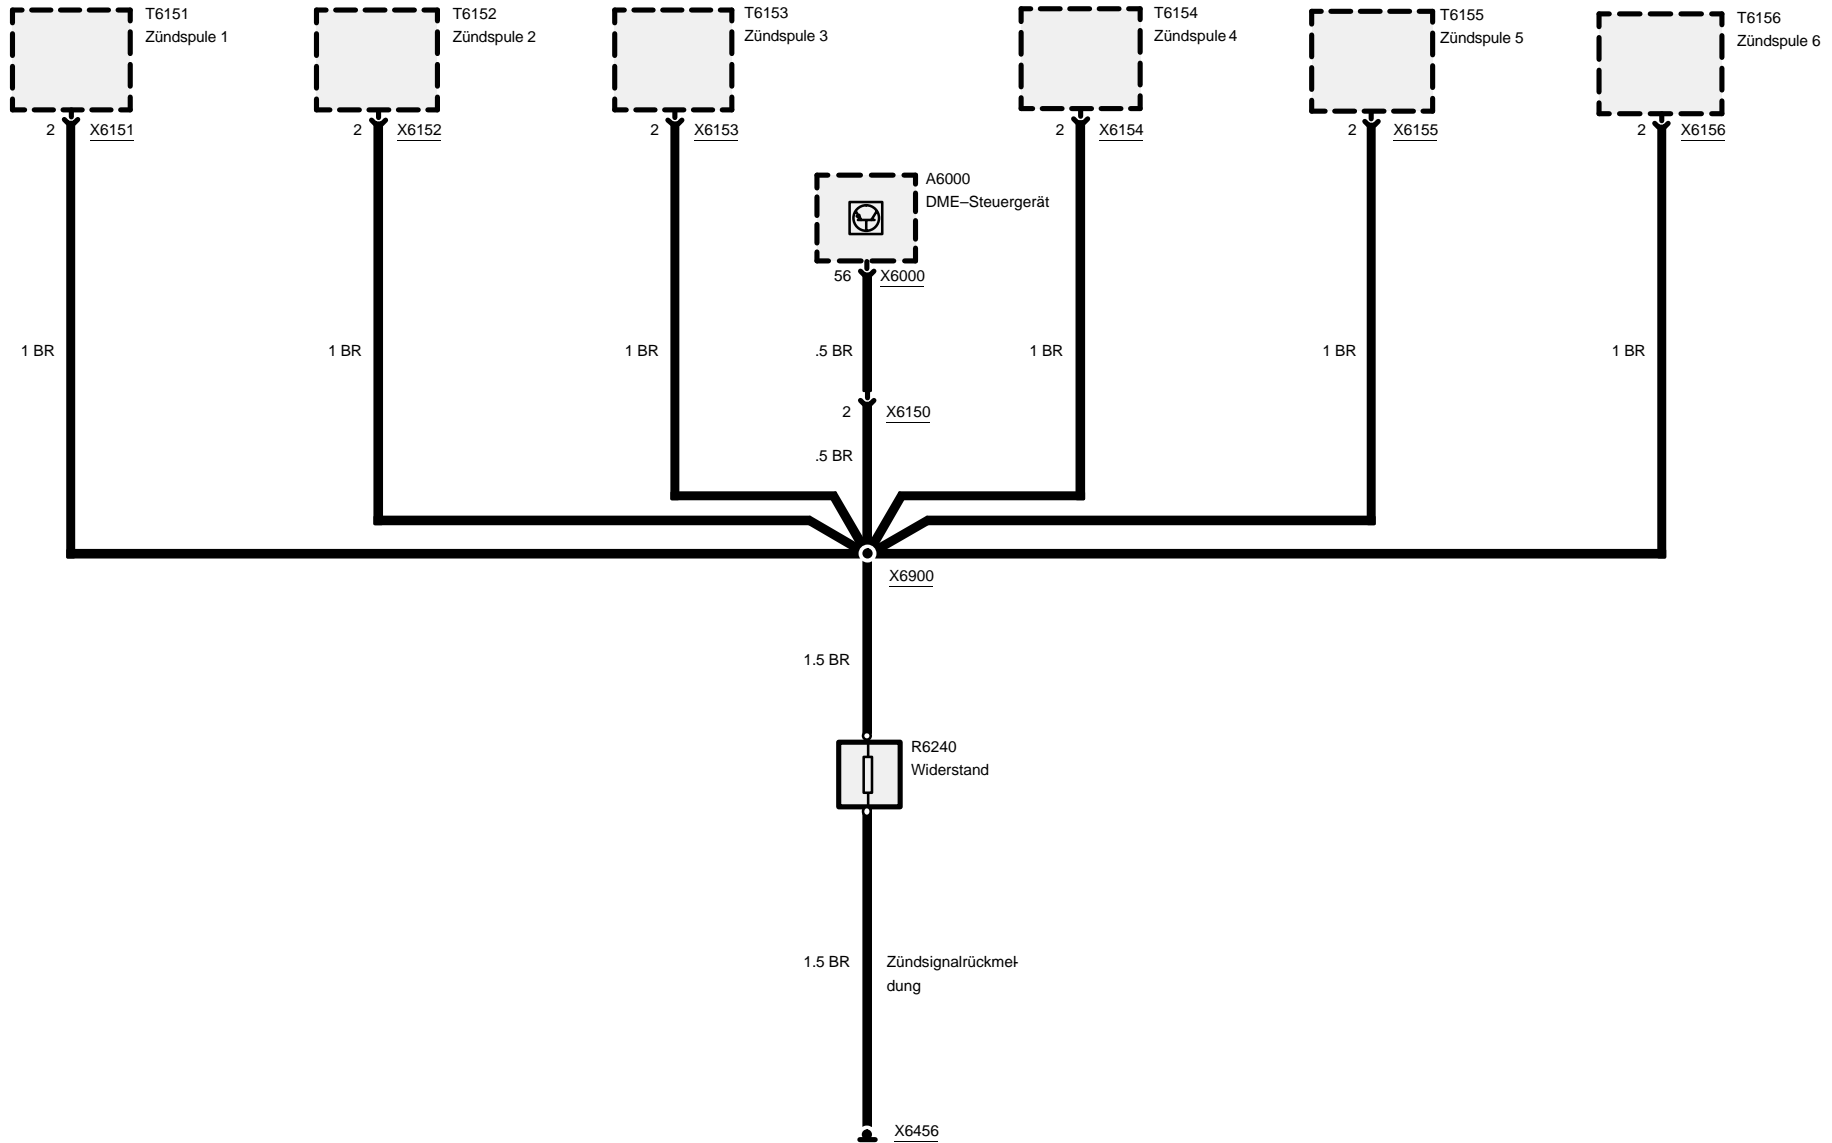 T6151
Zündspule 1
T6152
Zündspule 2
T6153
Zündspule 3
T6154
Zündspule 4
T6155
Zündspule 5
T6156
Zündspule 6
2 X6151
2 X6152
2 X6153
2 X6154
2 X6155
2 X6156
A6000
DME–Steuergerät
56 X6000
1 BR
1 BR
1 BR
.5 BR
1 BR
1 BR
1 BR
2 X6150
.5 BR
X6900
1.5 BR
R6240
Widerstand
1.5 BR
Zündsignalrückmel-
dung
X6456